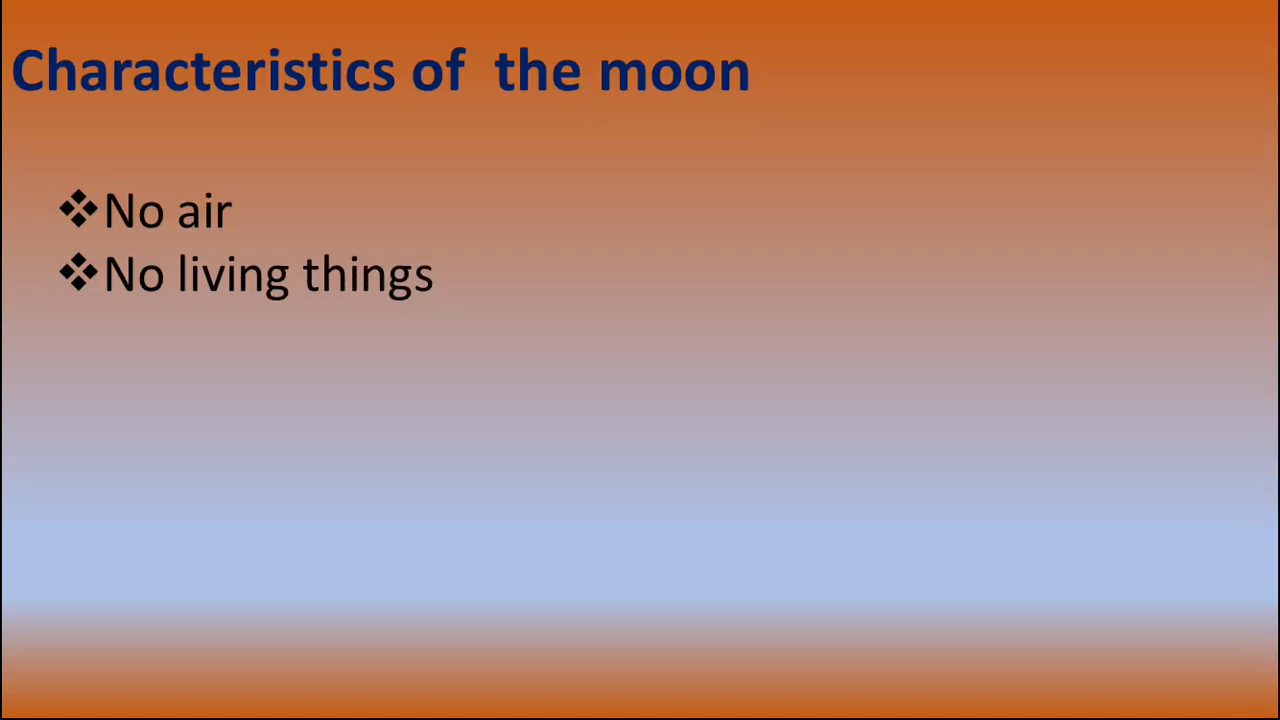 Characteristics of  the moon
❖No air
❖No living things